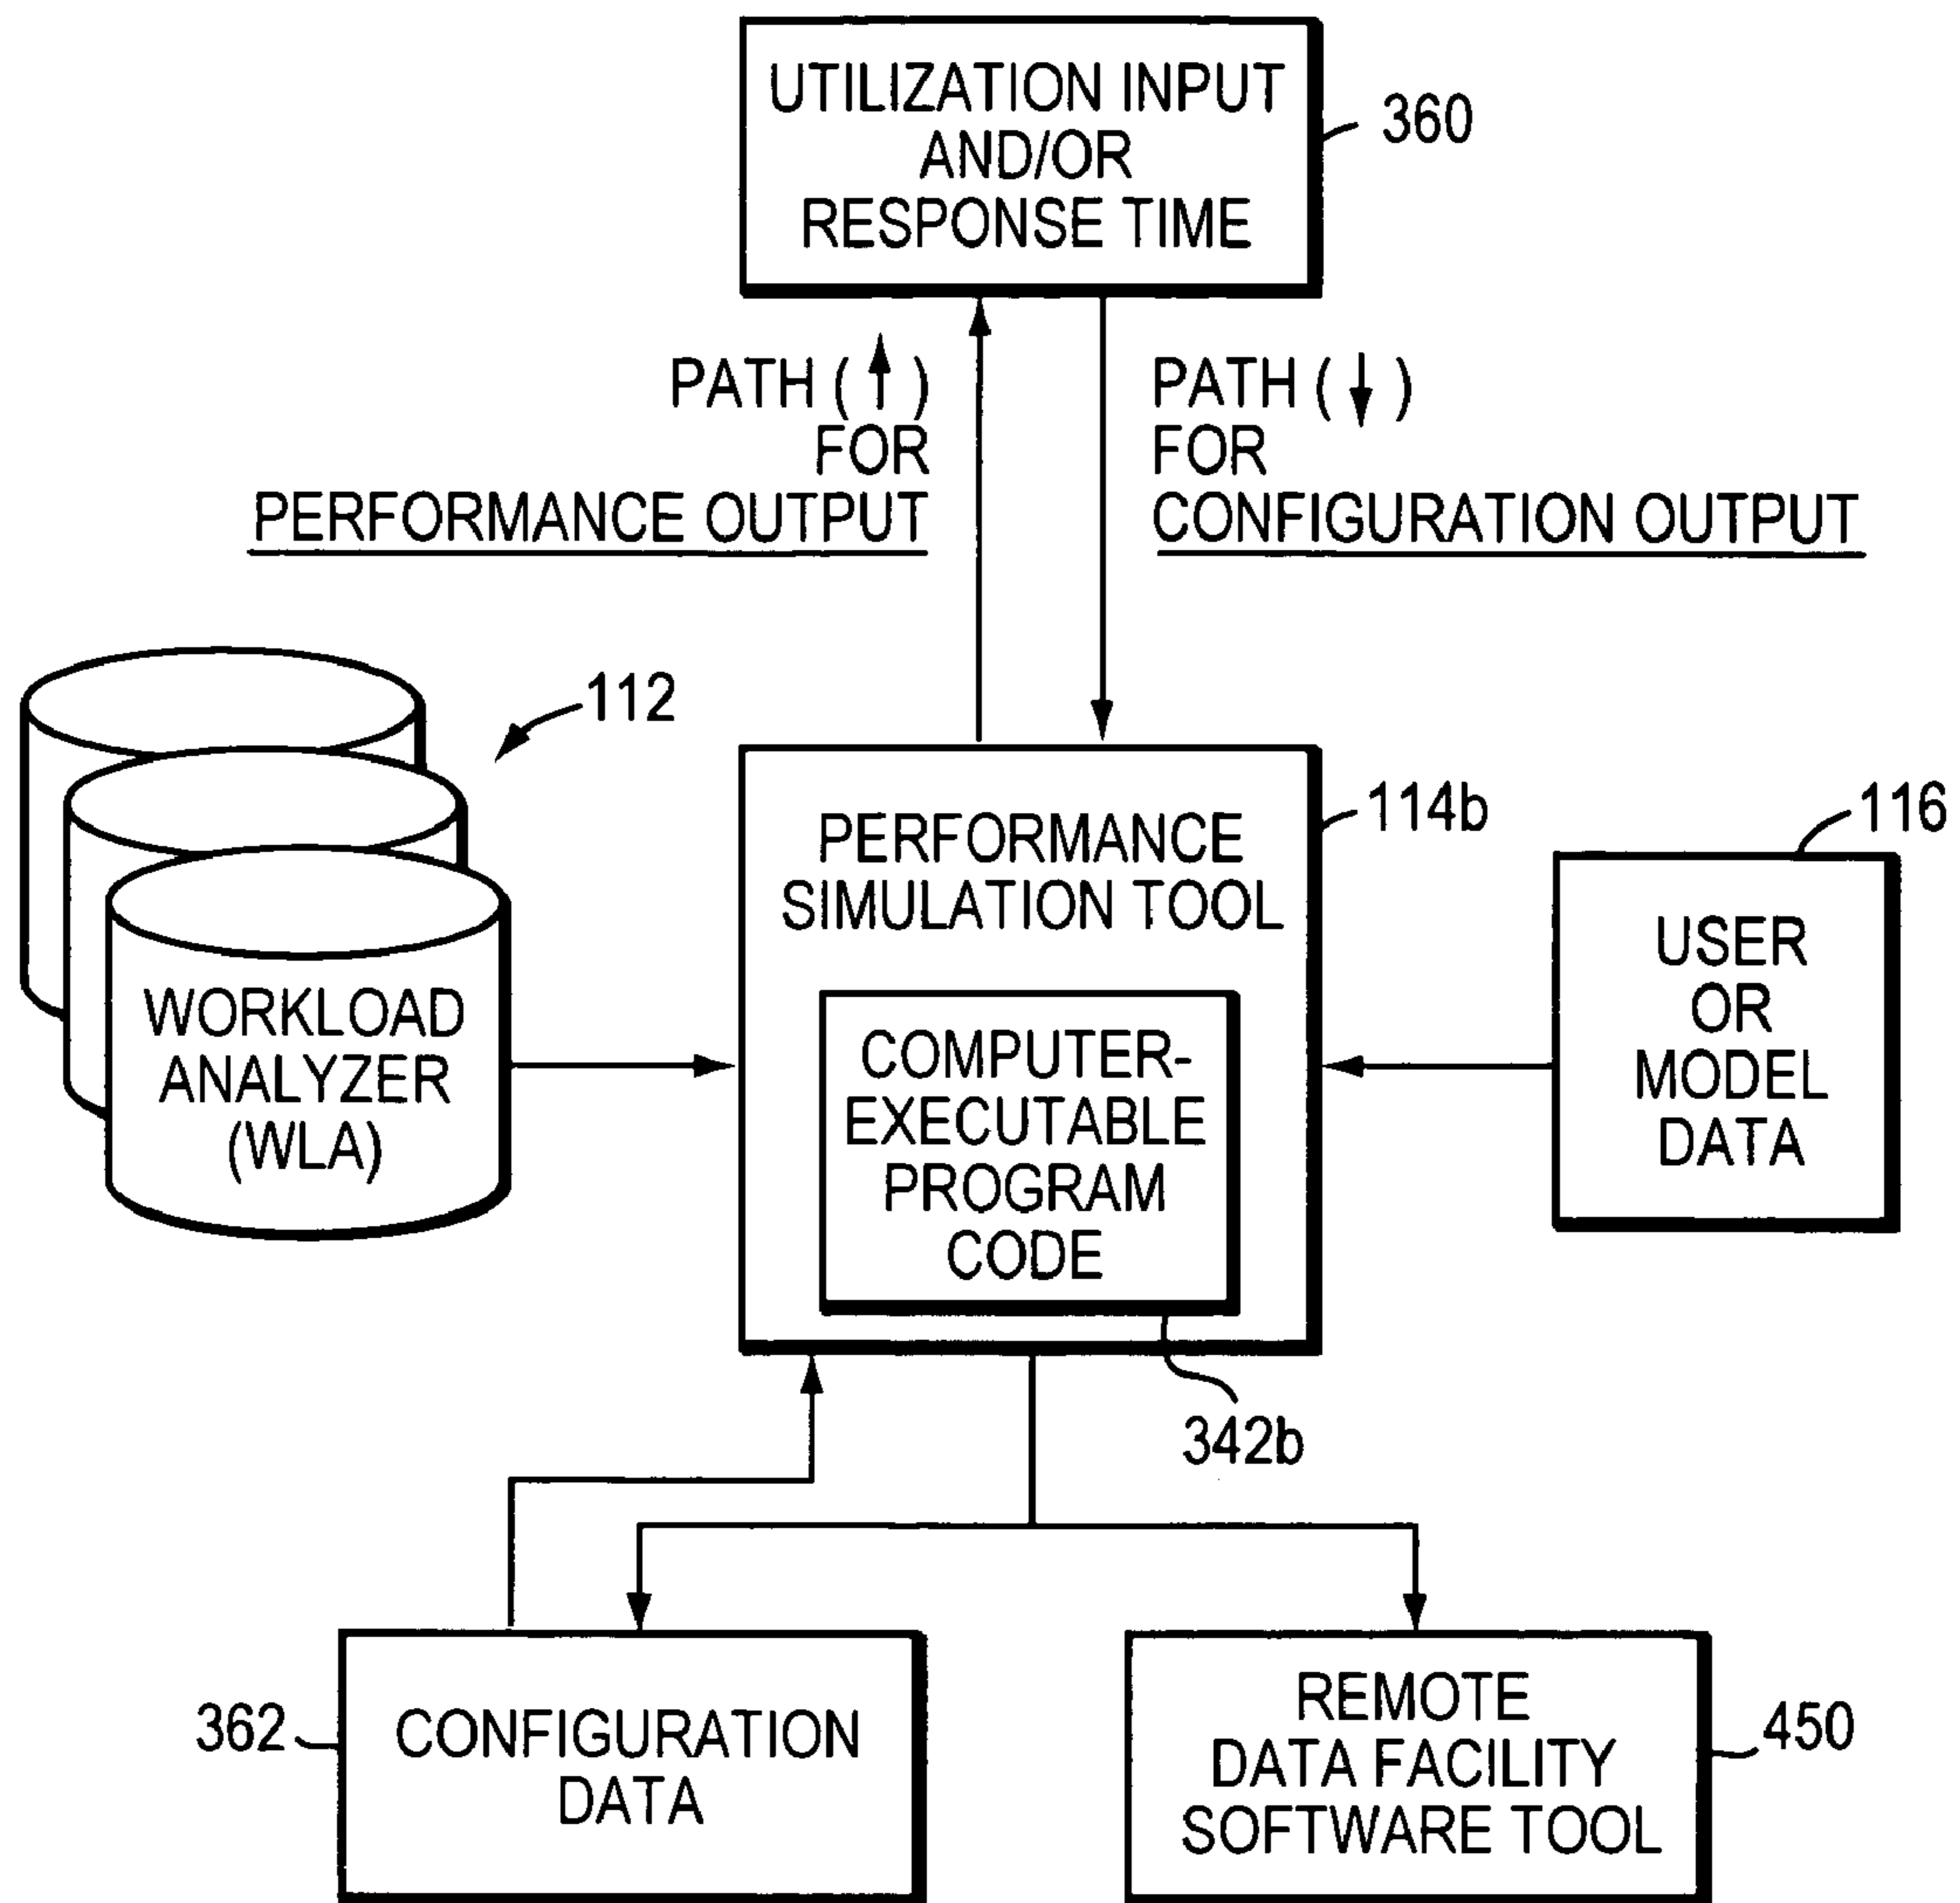 UTILIZATION INPUT
AND/OR
RESPONSE TIME
360
PATH (↑)
FOR
PERFORMANCE OUTPUT
PATH (↓)
FOR
CONFIGURATION OUTPUT
112
WORKLOAD
ANALYZER
(WLA)
114b
PERFORMANCE
SIMULATION TOOL
COMPUTER-
EXECUTABLE
PROGRAM
CODE
342b
116
USER
OR
MODEL
DATA
362
CONFIGURATION
DATA
REMOTE
DATA FACILITY
SOFTWARE TOOL
450